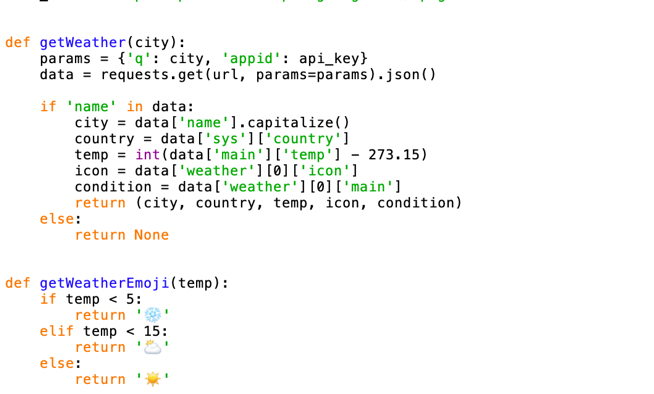 def getWeather(city):
    params = {'q': city, 'appid': api_key}
    data = requests.get(url, params=params).json()

    if 'name' in data:
        city = data['name'].capitalize()
        country = data['sys']['country']
        temp = int(data['main']['temp'] - 273.15)
        icon = data['weather'][0]['icon']
        condition = data['weather'][0]['main']
        return (city, country, temp, icon, condition)
    else:
        return None


def getWeatherEmoji(temp):
    if temp < 5:
        return '❄️'
    elif temp < 15:
        return '🌥️'
    else:
        return '☀️'